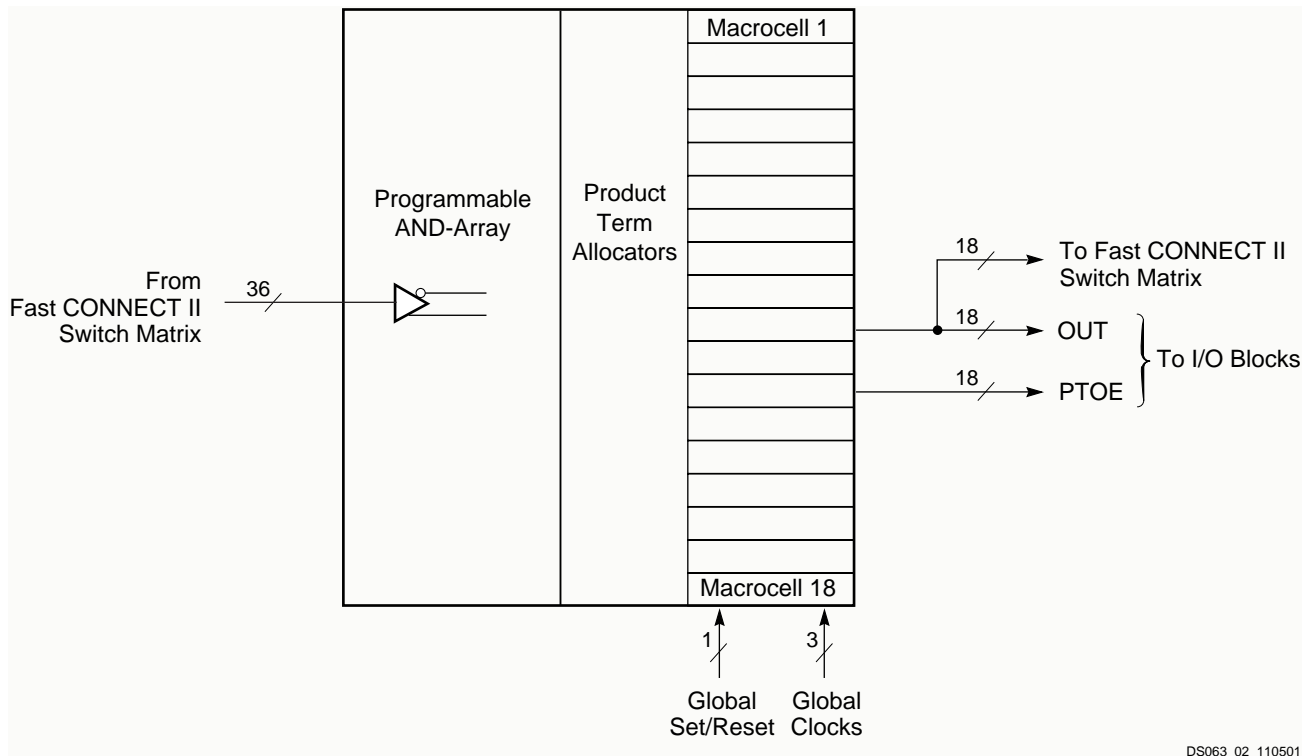 Macrocell 1
Programmable
AND-Array
Product
Term
Allocators
From
Fast CONNECT II
Switch Matrix
36
18
To Fast CONNECT II
Switch Matrix
18
OUT
18
PTOE
To I/O Blocks
Macrocell 18
1
3
Global
Set/Reset
Global
Clocks
DS063_02_110501